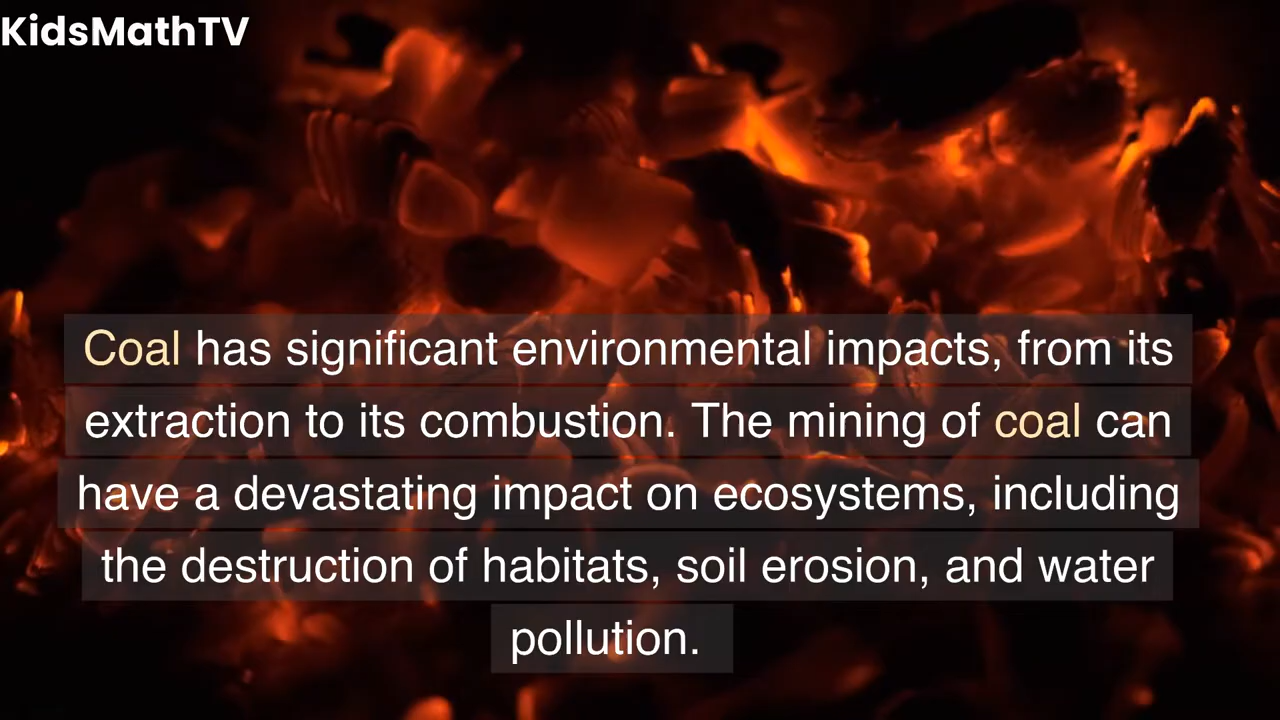 KidsMathTV
Coal has significant environmental impacts, from its
extraction to its combustion. The mining of coal can
have a devastating impact on ecosystems, including
the destruction of habitats, soil erosion, and water
pollution.